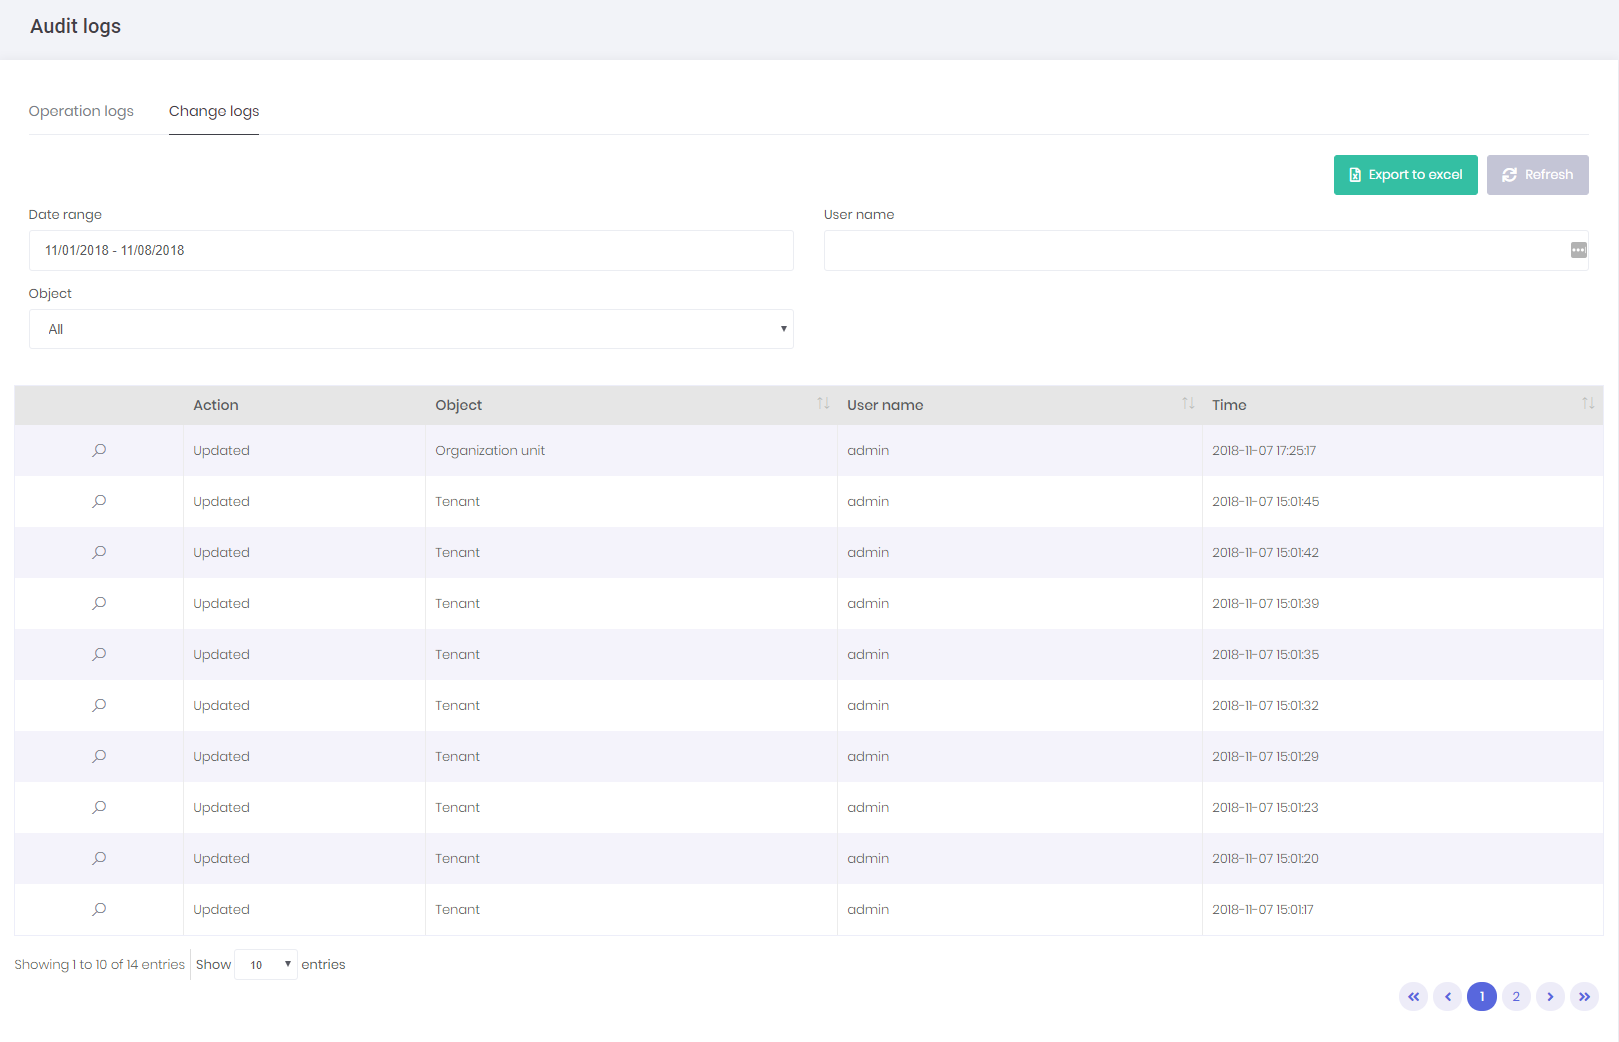 Audit logs
Operation logs Change logs
Export to excel Refresh
Date range User name
11/01/2018 - 11/08/2018
Object
All
Action Object User name Time
Updated Organization unit admin 2018-11-07 17:25:17
Updated Tenant admin 2018-11-07 15:01:45
Updated Tenant admin 2018-11-07 15:01:42
Updated Tenant admin 2018-11-07 15:01:39
Updated Tenant admin 2018-11-07 15:01:35
Updated Tenant admin 2018-11-07 15:01:32
Updated Tenant admin 2018-11-07 15:01:29
Updated Tenant admin 2018-11-07 15:01:23
Updated Tenant admin 2018-11-07 15:01:20
Updated Tenant admin 2018-11-07 15:01:17
Showing 1 to 10 of 14 entries Show 10 entries
« ‹ 1 2 › »